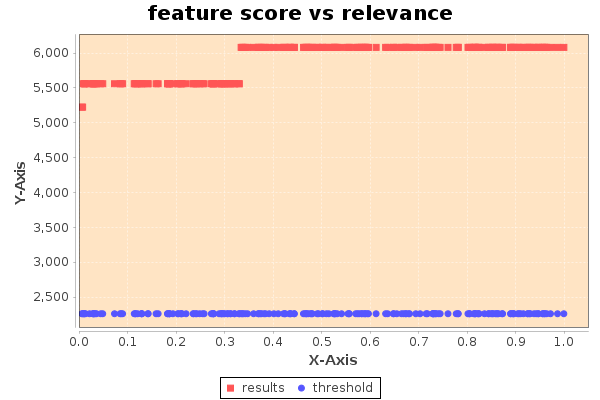 feature score vs relevance
Y-Axis
6,000
5,500
5,000
4,500
4,000
3,500
3,000
2,500
0.0 0.1 0.2 0.3 0.4 0.5 0.6 0.7 0.8 0.9 1.0
X-Axis
results threshold